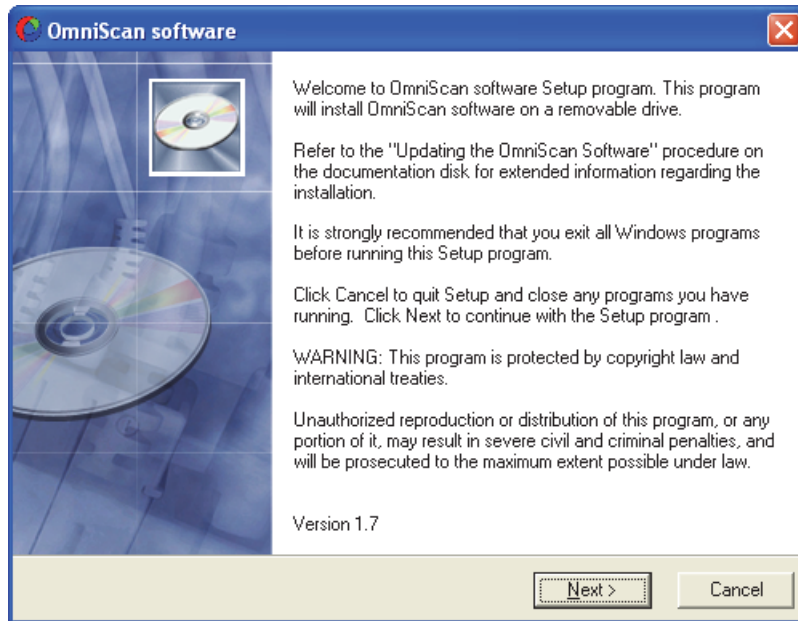 OmniScan software
Welcome to OmniScan software Setup program. This program
will install OmniScan software on a removable drive.
Refer to the "Updating the OmniScan Software" procedure on
the documentation disk for extended information regarding the
installation.
It is strongly recommended that you exit all Windows programs
before running this Setup program.
Click Cancel to quit Setup and close any programs you have
running. Click Next to continue with the Setup program .
WARNING: This program is protected by copyright law and
international treaties.
Unauthorized reproduction or distribution of this program, or any
portion of it, may result in severe civil and criminal penalties, and
will be prosecuted to the maximum extent possible under law.
Version 1.7
Next >
Cancel